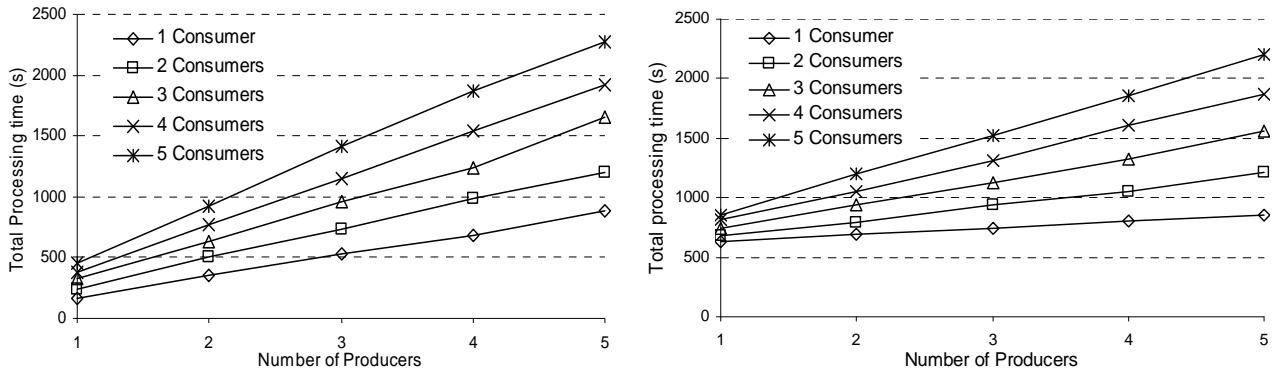 Total Processing time (s)
2500
2000
1500
1000
500
0
1 Consumer
2 Consumers
3 Consumers
4 Consumers
5 Consumers
1 2 3 4 5
Number of Producers
Total processing time (s)
2500
2000
1500
1000
500
0
1 Consumer
2 Consumers
3 Consumers
4 Consumers
5 Consumers
1 2 3 4 5
Number of Producers